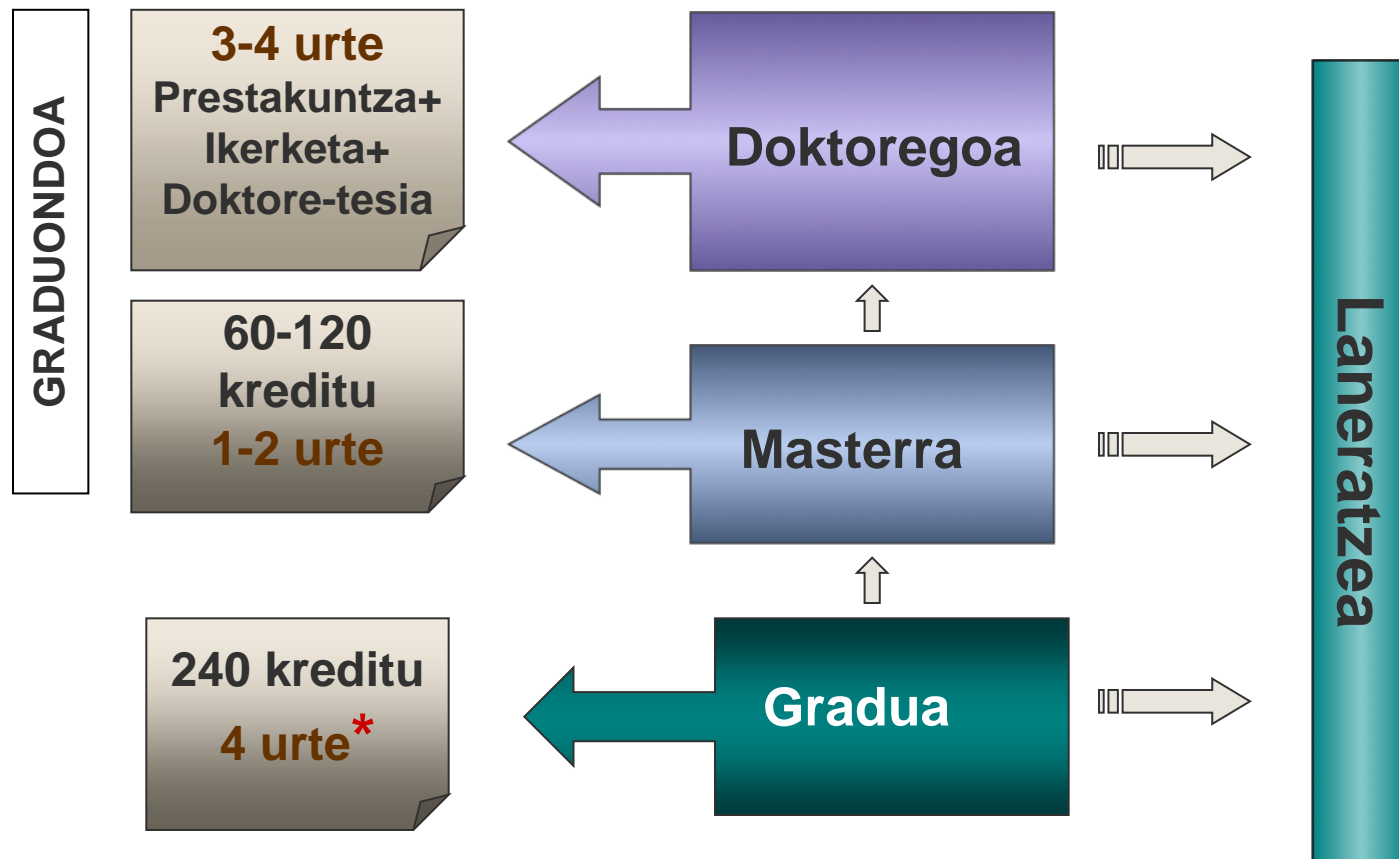 GRADUONDOA
3-4 urte
Prestakuntza+
Ikerketa+
Doktore-tesia
Doktoregoa
60-120
kreditu
1-2 urte
Masterra
240 kreditu
4 urte*
Gradua
Laneratzea